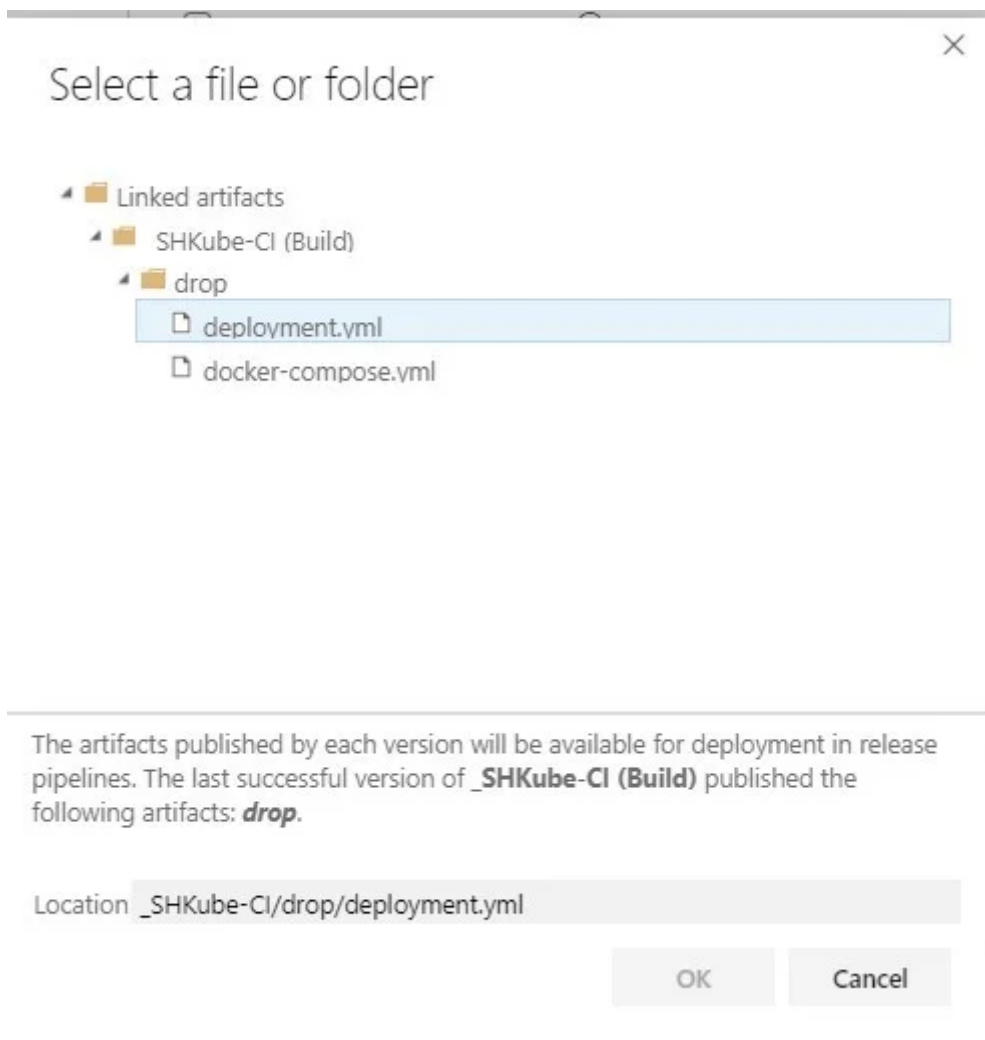 Select a file or folder
Linked artifacts
SHKube-CI (Build)
drop
deployment.yml
docker-compose.yml
The artifacts published by each version will be available for deployment in release
pipelines. The last successful version of _SHKube-CI (Build) published the
following artifacts: drop.
Location _SHKube-CI/drop/deployment.yml
OK Cancel